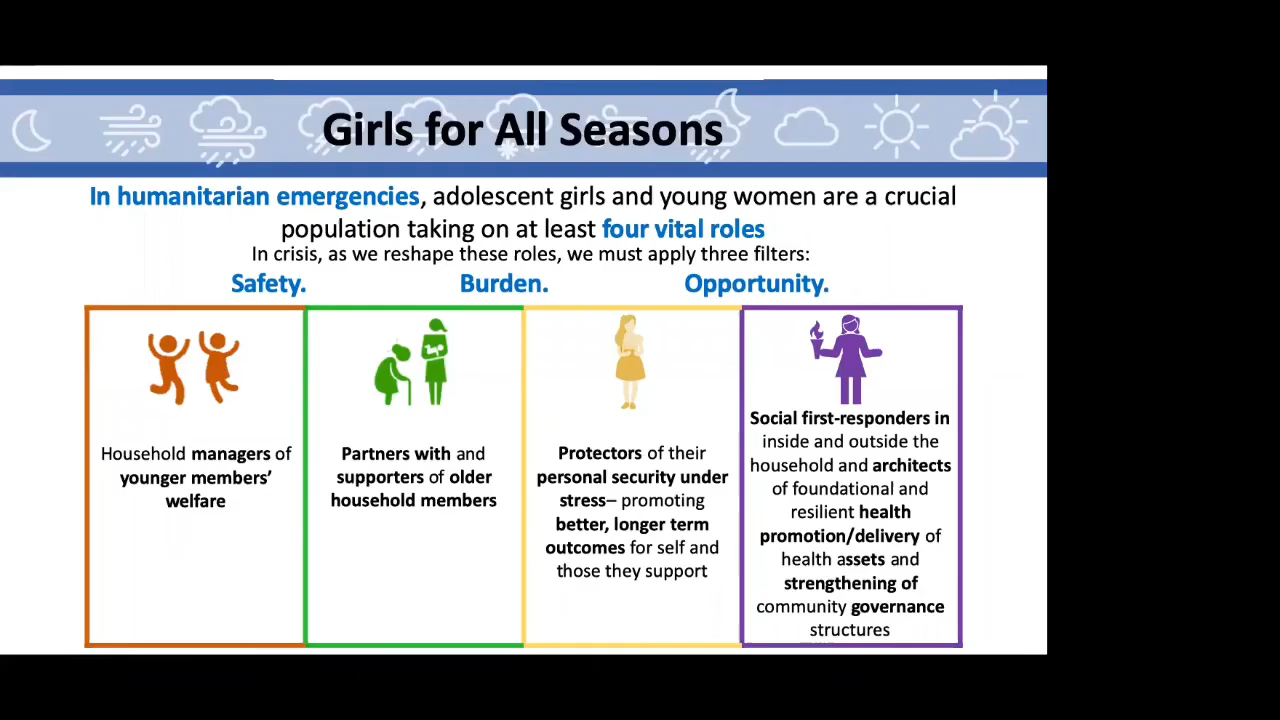 Girls for All Seasons
In humanitarian emergencies, adolescent girls and young women are a crucial
population taking on at least four vital roles
In crisis, as we reshape these roles, we must apply three filters:
Safety. Burden. Opportunity.
Household managers of
younger members’
welfare
Partners with and
supporters of older
household members
Protectors of their
personal security under
stress– promoting
better, longer term
outcomes for self and
those they support
Social first-responders in
inside and outside the
household and architects
of foundational and
resilient health
promotion/delivery of
health assets and
strengthening of
community governance
structures